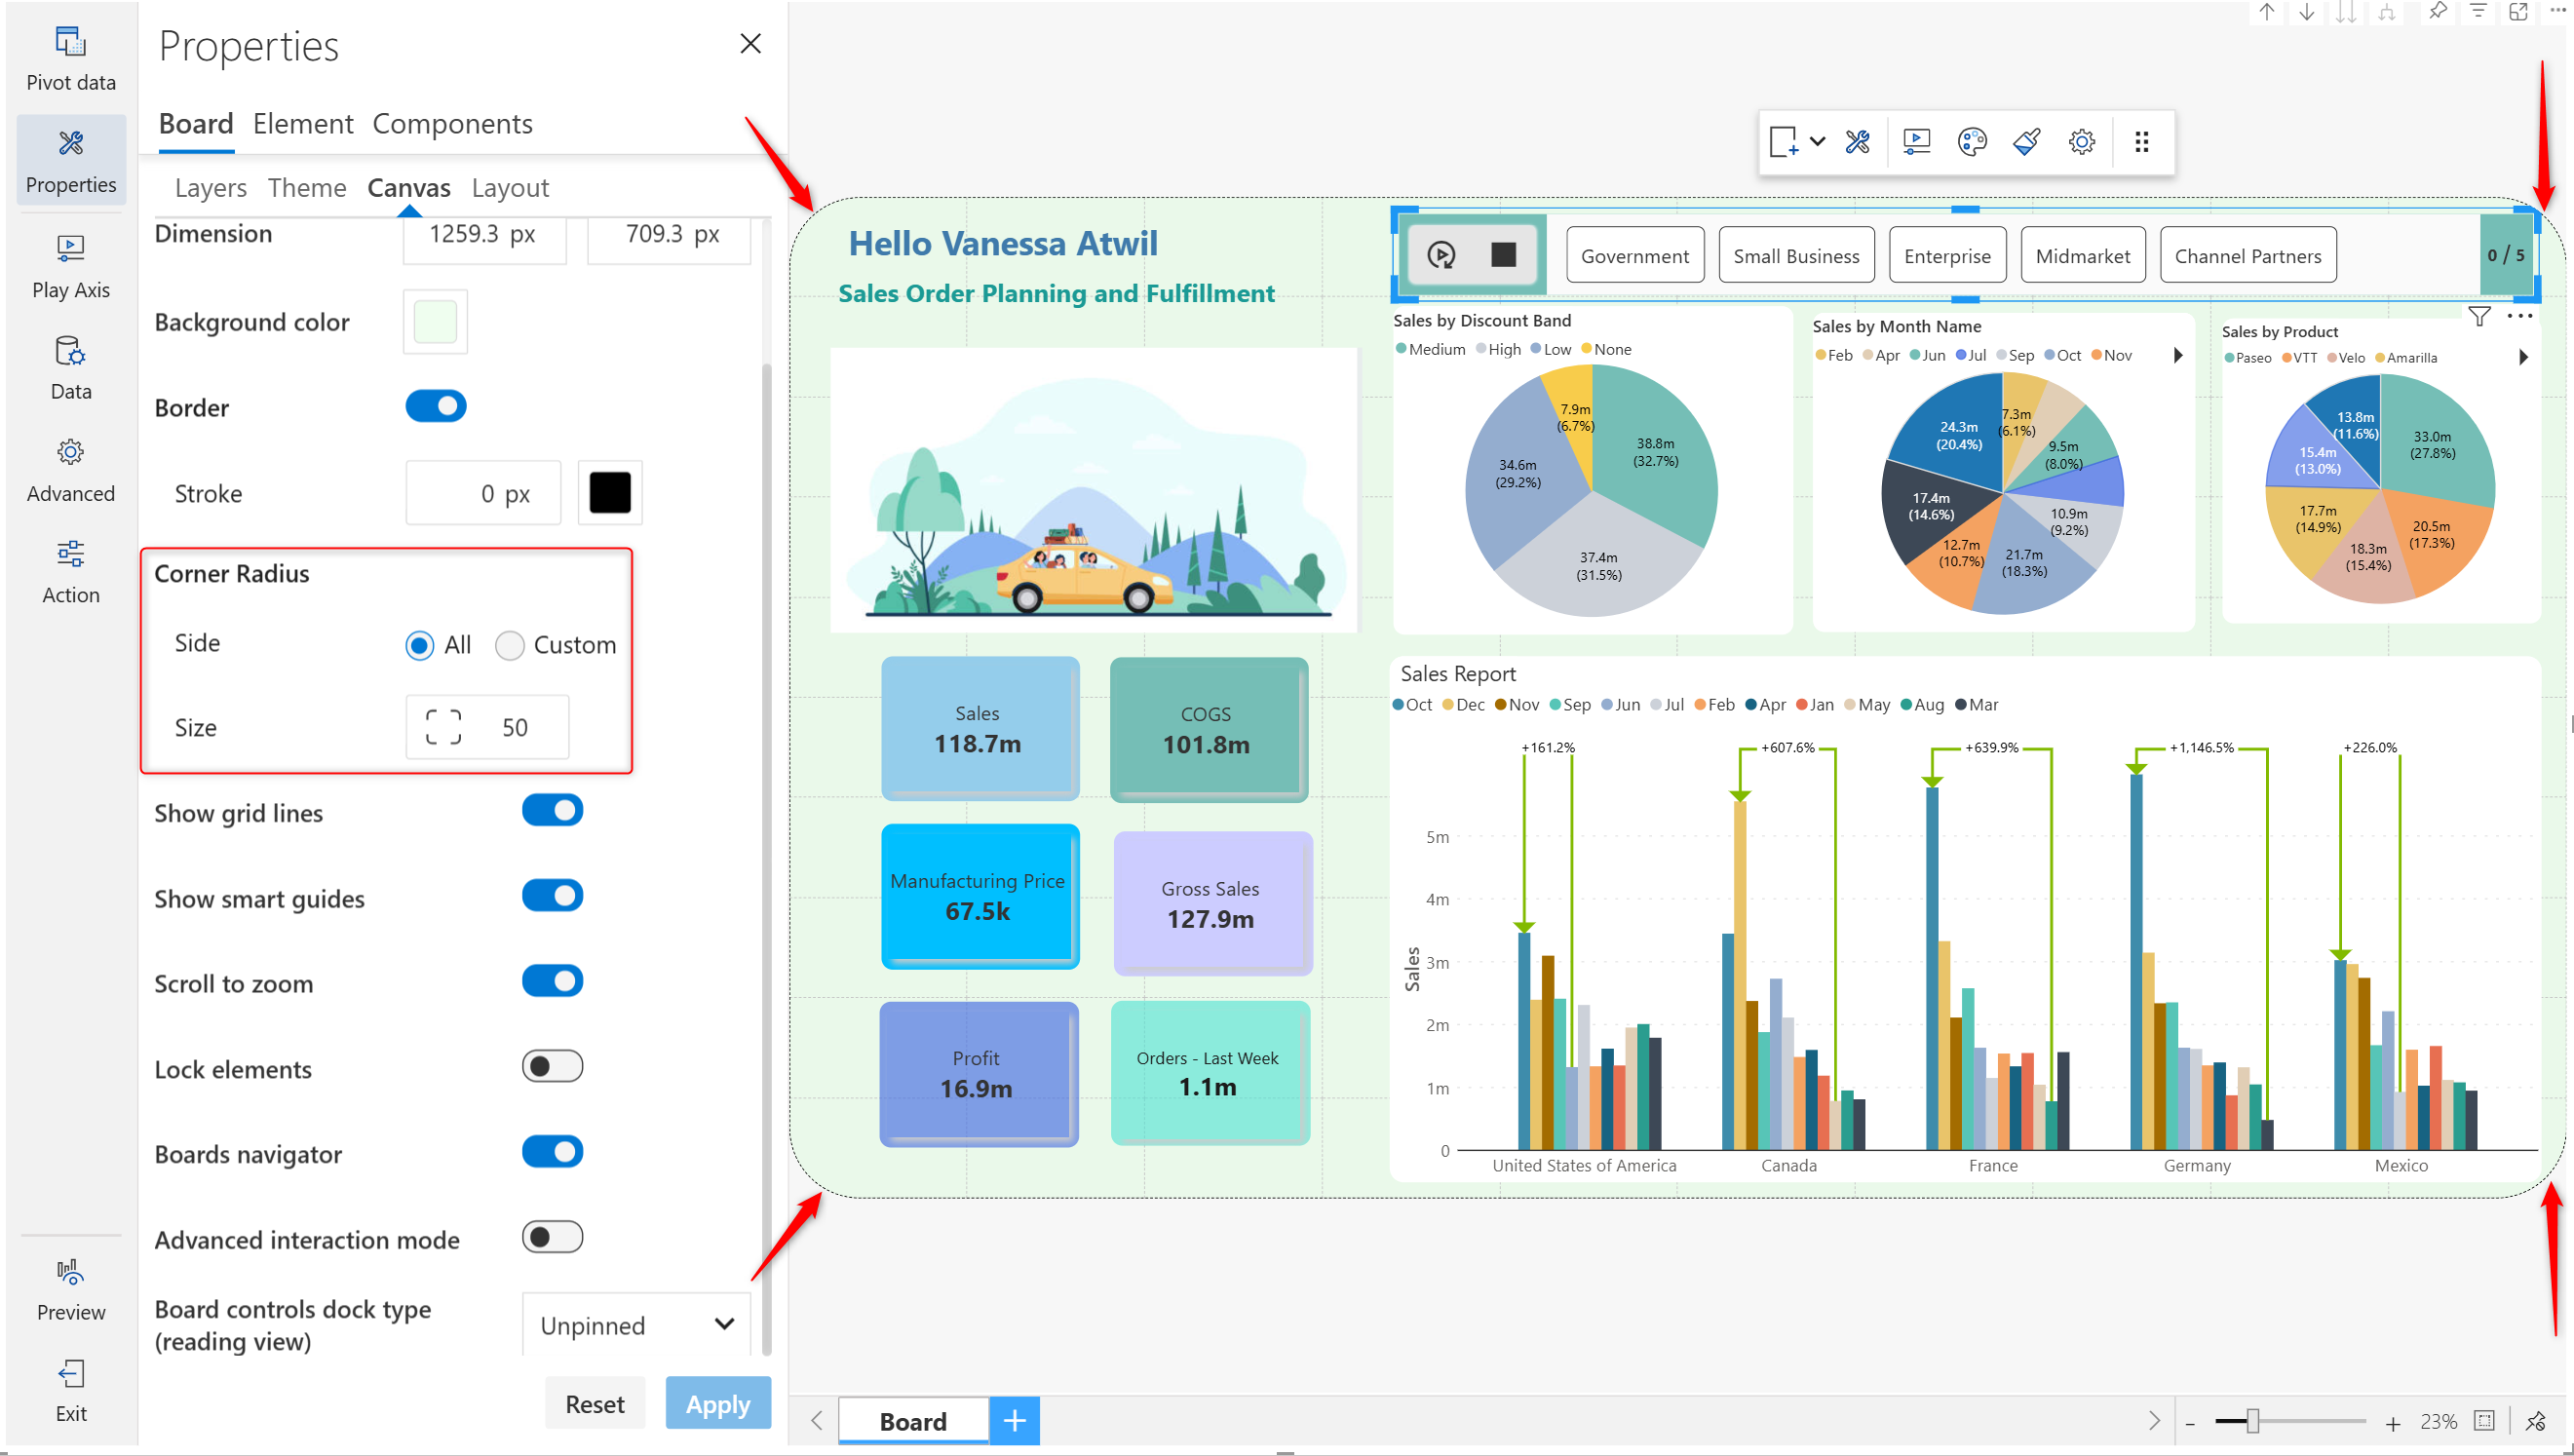 Pivot data
Properties
Play Axis
Data
Advanced
Action
Preview
Exit
Properties
Board Element Components
Layers Theme Canvas Layout
Dimension 1259.3 px 709.3 px
Background color
Border
Stroke 0 px
Corner Radius
Side All Custom
Size 50
Show grid lines
Show smart guides
Scroll to zoom
Lock elements
Boards navigator
Advanced interaction mode
Board controls dock type
(reading view)
Unpinned
Reset Apply
Hello Vanessa Atwil
Sales Order Planning and Fulfillment
Government Small Business Enterprise Midmarket Channel Partners 0 / 5
Sales by Discount Band
Medium High Low None
7.9m
(6.7%)
38.8m
(32.7%)
34.6m
(29.2%)
37.4m
(31.5%)
Sales by Month Name
Feb Apr Jun Jul Sep Oct Nov
7.3m
(6.1%)
24.3m
(20.4%)
9.5m
(8.0%)
17.4m
(14.6%)
10.9m
(9.2%)
12.7m
(10.7%)
21.7m
(18.3%)
Sales by Product
Paseo VTT Velo Amarilla
13.8m
(11.6%)
33.0m
(27.8%)
15.4m
(13.0%)
17.7m
(14.9%)
20.5m
(17.3%)
18.3m
(15.4%)
Sales
118.7m
COGS
101.8m
Manufacturing Price
67.5k
Gross Sales
127.9m
Profit
16.9m
Orders - Last Week
1.1m
Sales Report
Oct Dec Nov Sep Jun Jul Feb Apr Jan May Aug Mar
+161.2% +607.6% +639.9% +1,146.5% +226.0%
5m
4m
3m
2m
1m
0
Sales
United States of America Canada France Germany Mexico
Board +
- + 23%